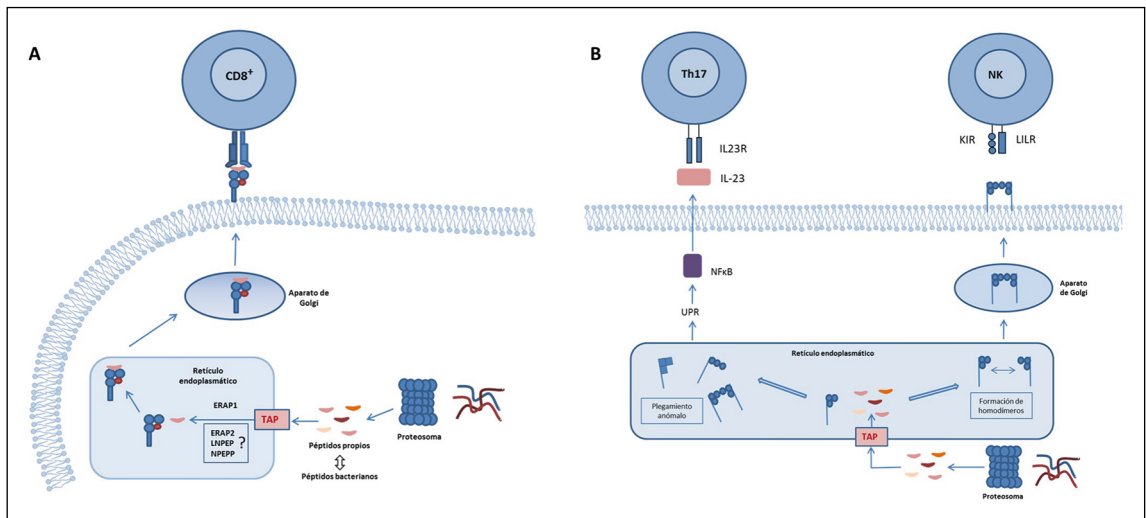 A
CD8+
Aparato de
Golgi
Retículo
endoplasmático
ERAP1
TAP
ERAP2
LNPEP
NPEPP
?
Péptidos propios
Péptidos bacterianos
Proteosoma
B
Th17
IL23R
IL-23
NFκB
UPR
NK
KIR
LILR
Aparato
de Golgi
Retículo endoplasmático
Plegamiento
anómalo
Formación de
homodímeros
TAP
Proteosoma